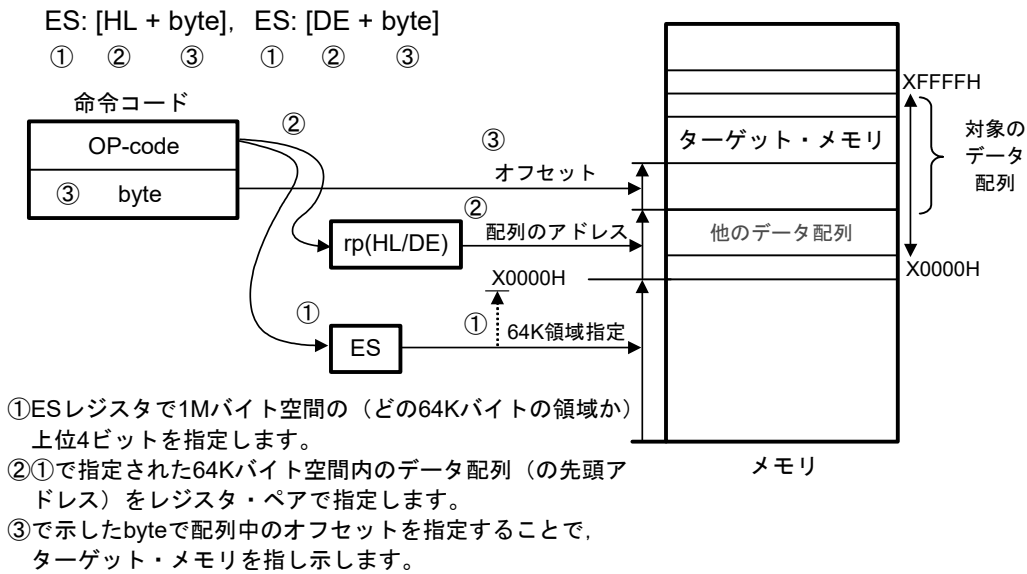 ES: [HL + byte],  ES: [DE + byte]
① ② ③ ① ② ③
命令コード
OP-code
③ byte
②
③
オフセット
②
rp(HL/DE)
配列のアドレス
X0000H
①
ES
①
64K領域指定
ターゲット・メモリ
他のデータ配列
XFFFFH
対象の
データ
配列
X0000H
メモリ
①ESレジスタで1Mバイト空間の（どの64Kバイトの領域か）
上位4ビットを指定します。
②①で指定された64Kバイト空間内のデータ配列（の先頭ア
ドレス）をレジスタ・ペアで指定します。
③で示したbyteで配列中のオフセットを指定することで，
ターゲット・メモリを指し示します。